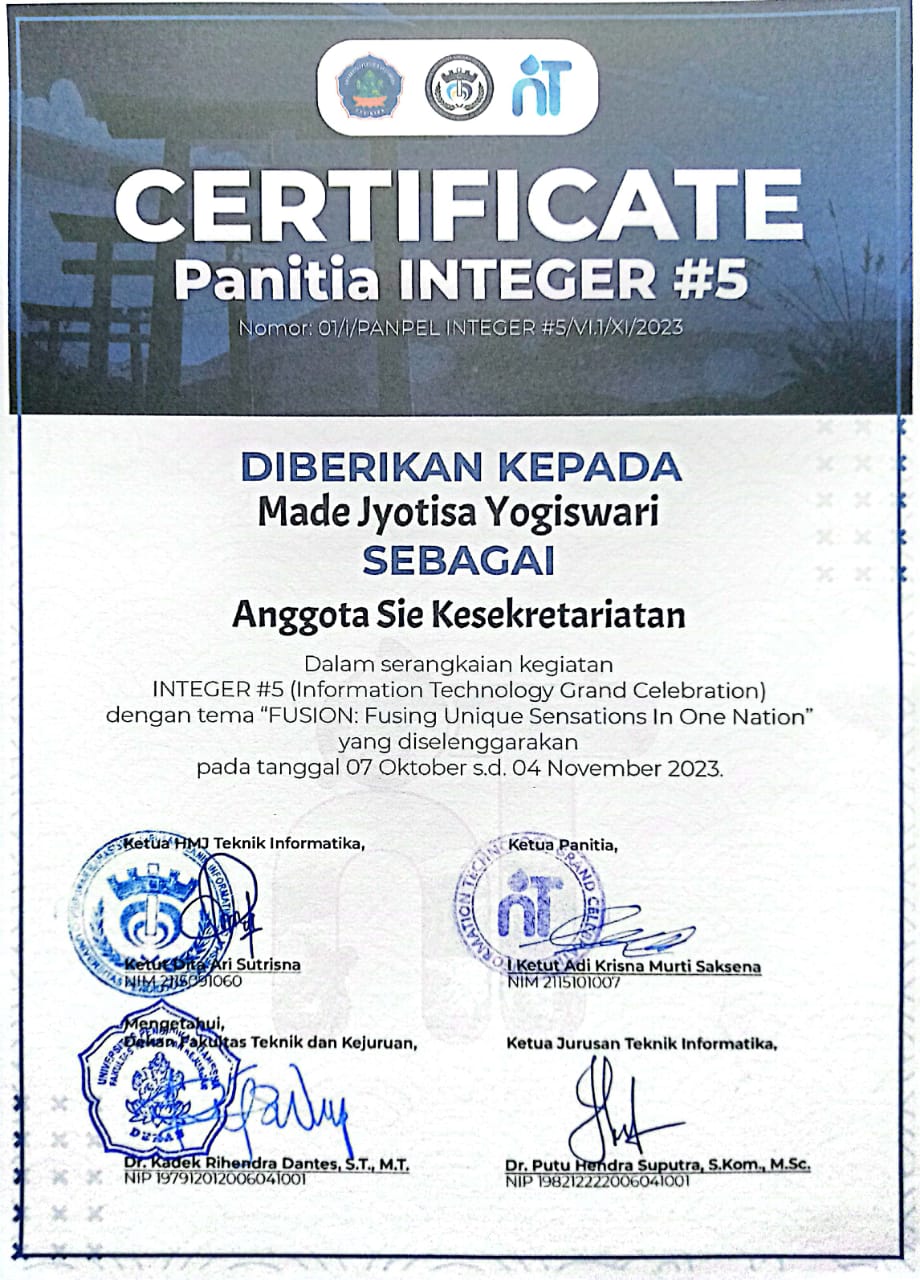 CERTIFICATE
Panitia INTEGER #5
Nomor: 01/I/PANPEL INTEGER #5/VI.1/XI/2023
DIBERIKAN KEPADA
Made Jyotisa Yogiswari
SEBAGAI
Anggota Sie Kesekretariatan
Dalam serangkaian kegiatan
INTEGER #5 (Information Technology Grand Celebration)
dengan tema “FUSION: Fusing Unique Sensations In One Nation”
yang diselenggarakan
pada tanggal 07 Oktober s.d. 04 November 2023.
Ketua HMJ Teknik Informatika,
Ketut Dita Ari Sutrisna
NIM 2115091060
Ketua Panitia,
I Ketut Adi Krisna Murti Saksena
NIM 2115101007
Mengetahui,
Dekan Fakultas Teknik dan Kejuruan,
Dr. Kadek Rihendra Dantes, S.T., M.T.
NIP 197912012006041001
Ketua Jurusan Teknik Informatika,
Dr. Putu Hendra Suputra, S.Kom., M.Sc.
NIP 198212222006041001